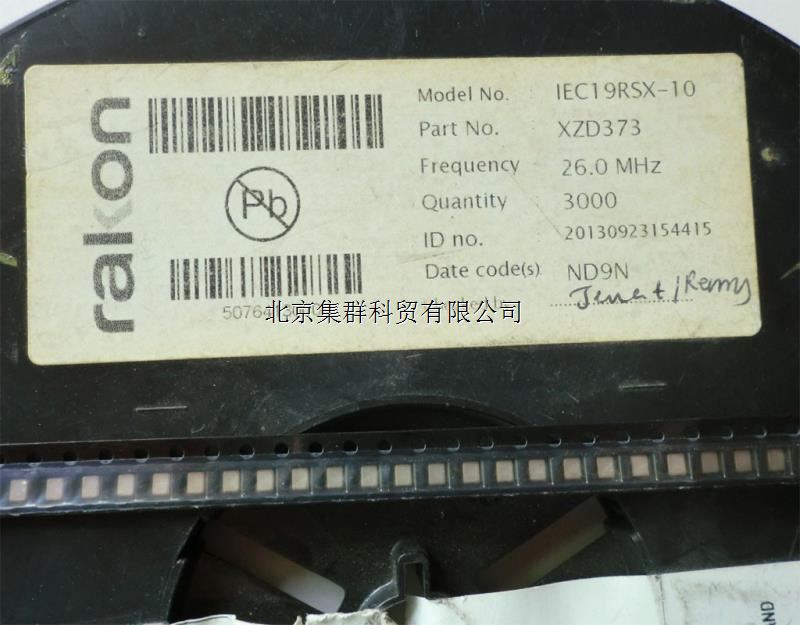 rakon
Pb
Model No. IEC19RSX-10
Part No. XZD373
Frequency 26.0 MHz
Quantity 3000
ID no. 20130923154415
Date code(s) ND9N
北京集群科贸有限公司